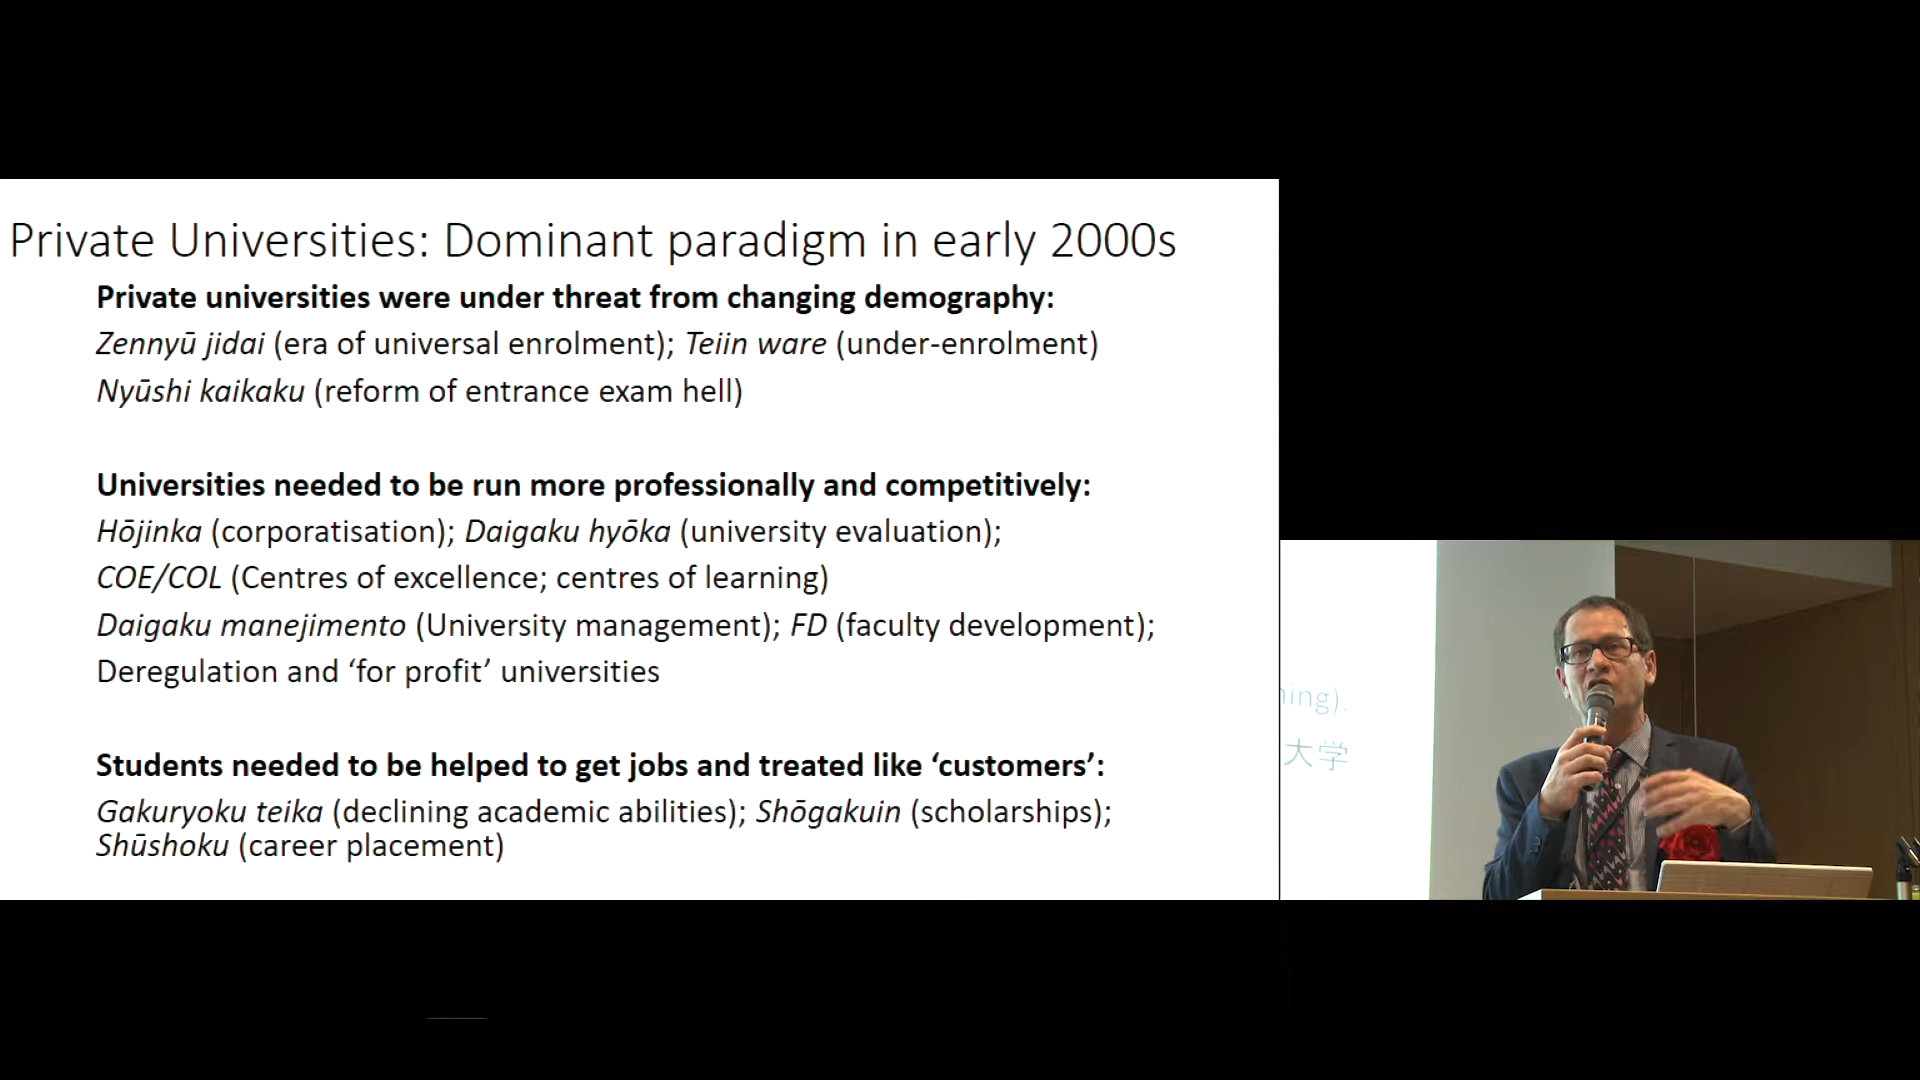 Private Universities: Dominant paradigm in early 2000s
Private universities were under threat from changing demography:
Zennyū jidai (era of universal enrolment); Teiin ware (under-enrolment)
Nyūshi kaikaku (reform of entrance exam hell)
Universities needed to be run more professionally and competitively:
Hōjinka (corporatisation); Daigaku hyōka (university evaluation);
COE/COL (Centres of excellence; centres of learning)
Daigaku manejimento (University management); FD (faculty development);
Deregulation and ‘for profit’ universities
Students needed to be helped to get jobs and treated like ‘customers’:
Gakuryoku teika (declining academic abilities); Shōgakuin (scholarships);
Shūshoku (career placement)
ning).
大学